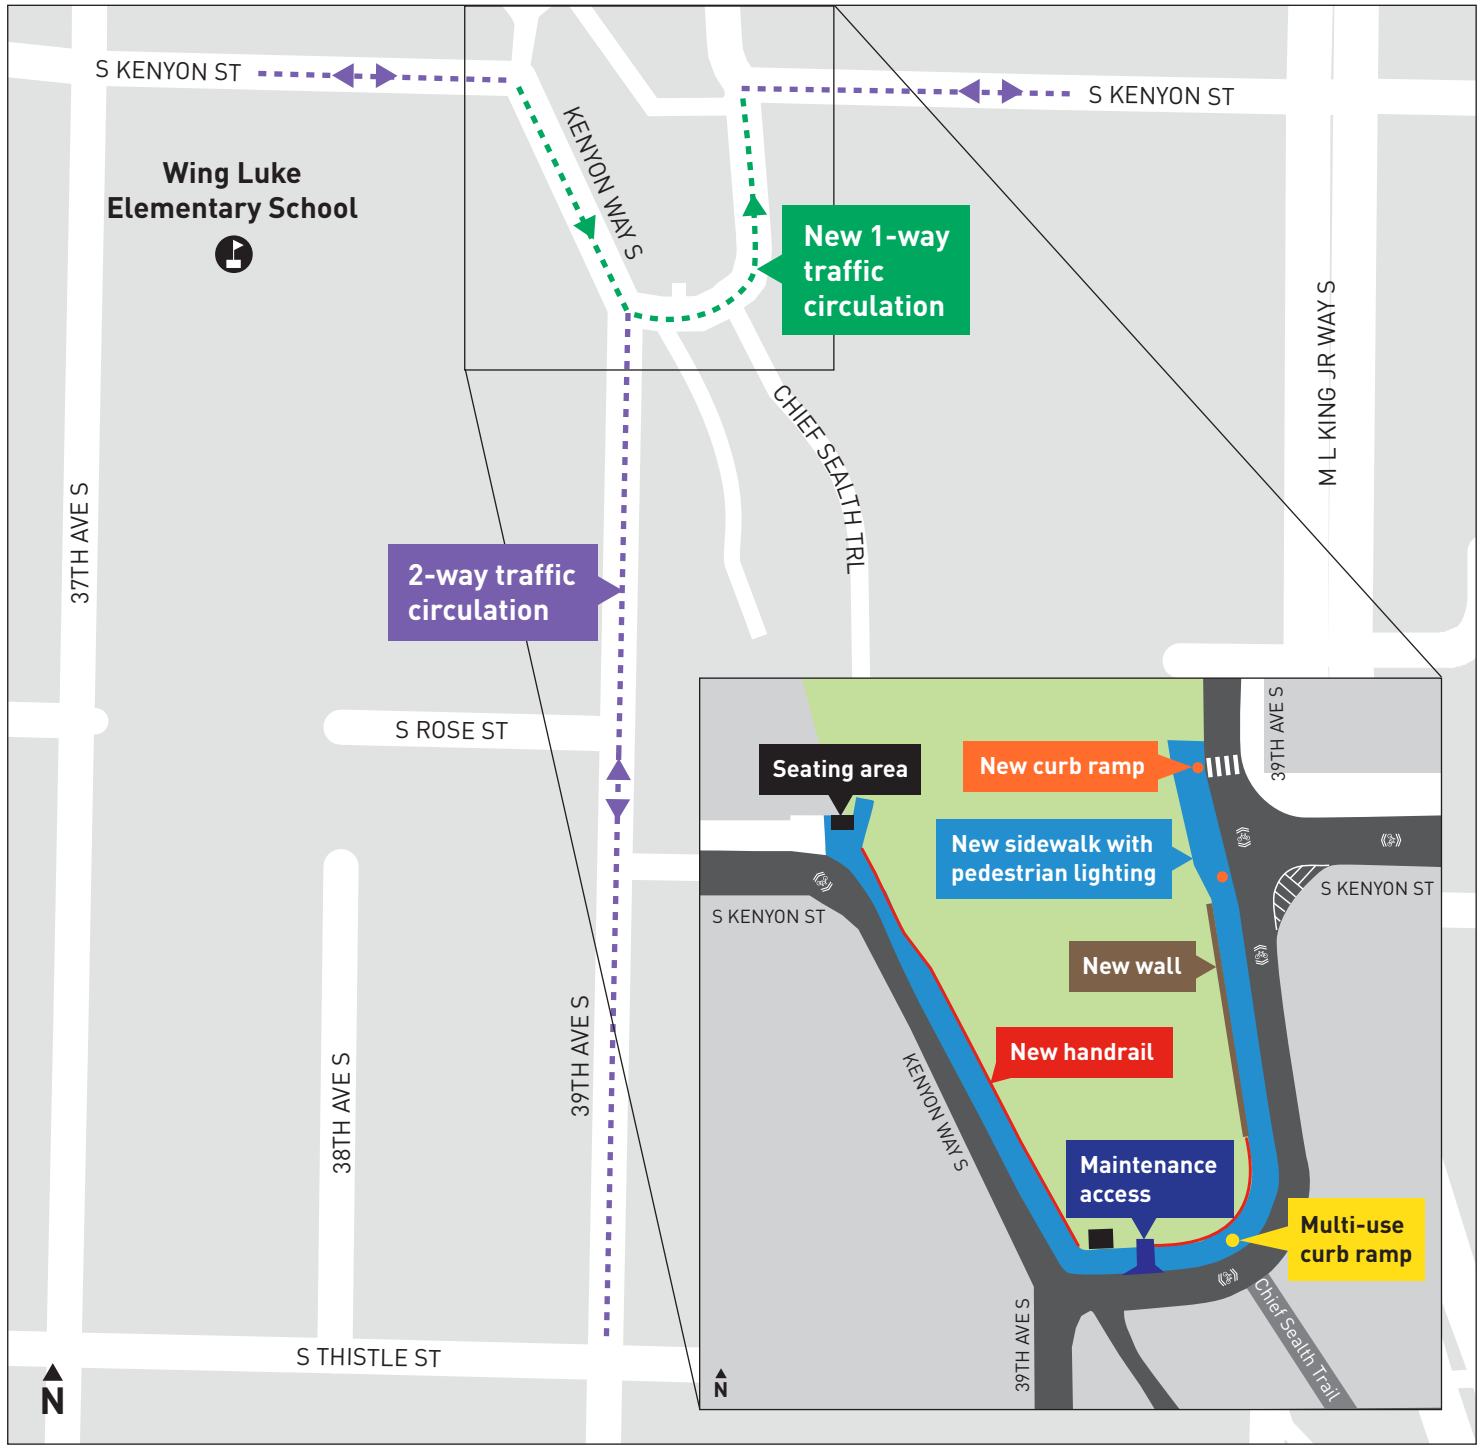 S KENYON ST
S KENYON ST
Wing Luke
Elementary School
KENYON WAY S
New 1-way
traffic
circulation
M L KING JR WAY S
CHIEF SEALTH TRL
37TH AVE S
2-way traffic
circulation
S ROSE ST
39TH AVE S
38TH AVE S
S THISTLE ST
N
39TH AVE S
Seating area
New curb ramp
New sidewalk with
pedestrian lighting
S KENYON ST
S KENYON ST
New wall
New handrail
KENYON WAY S
Maintenance
access
Multi-use
curb ramp
39TH AVE S
Chief Sealth Trail
N